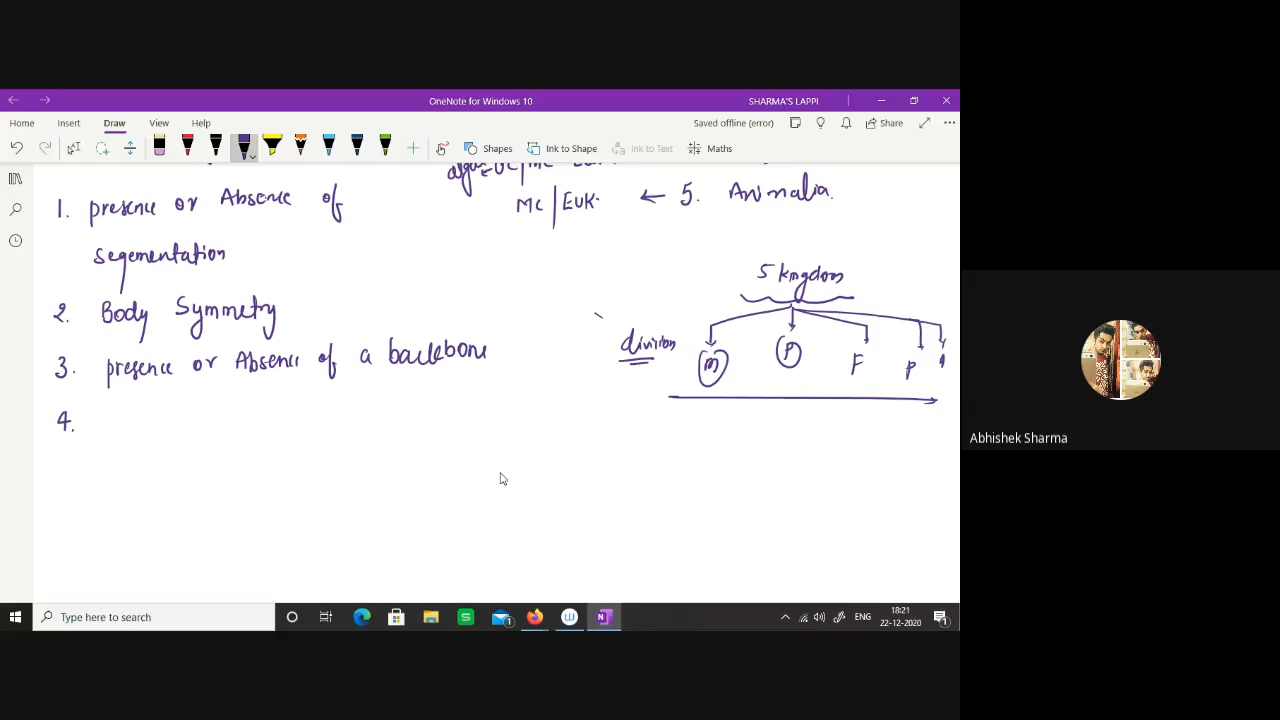 OneNote for Windows 10
SHARMA'S LAPPI
Home Insert Draw View Help
Saved offline (error)
Share
Shapes
Ink to Shape
Ink to Text
Maths
1. presence or Absence of
segmentation
2. Body Symmetry
3. presence or Absence of a backbone
4.
MC | EUK. ← 5. Animalia.
5 kingdom
division
M P F P A
Abhishek Sharma
Type here to search
1
ENG
18:21
22-12-2020
1